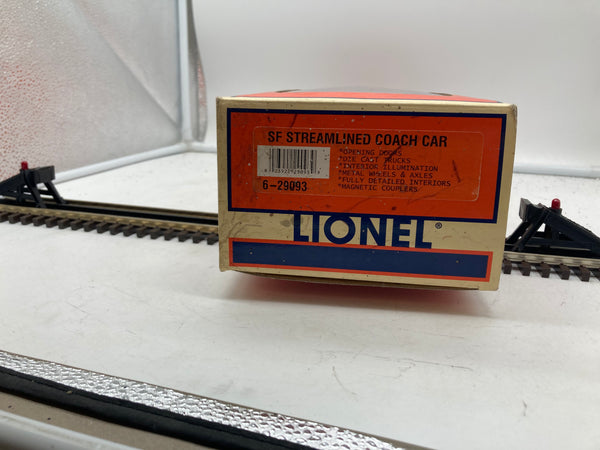 SF STREAMLINED COACH CAR
*OPENING DOORS
*DIE CAST TRUCKS
*INTERIOR ILLUMINATION
*METAL WHEELS & AXLES
*FULLY DETAILED INTERIORS
*MAGNETIC COUPLERS
6-29093
LIONEL®